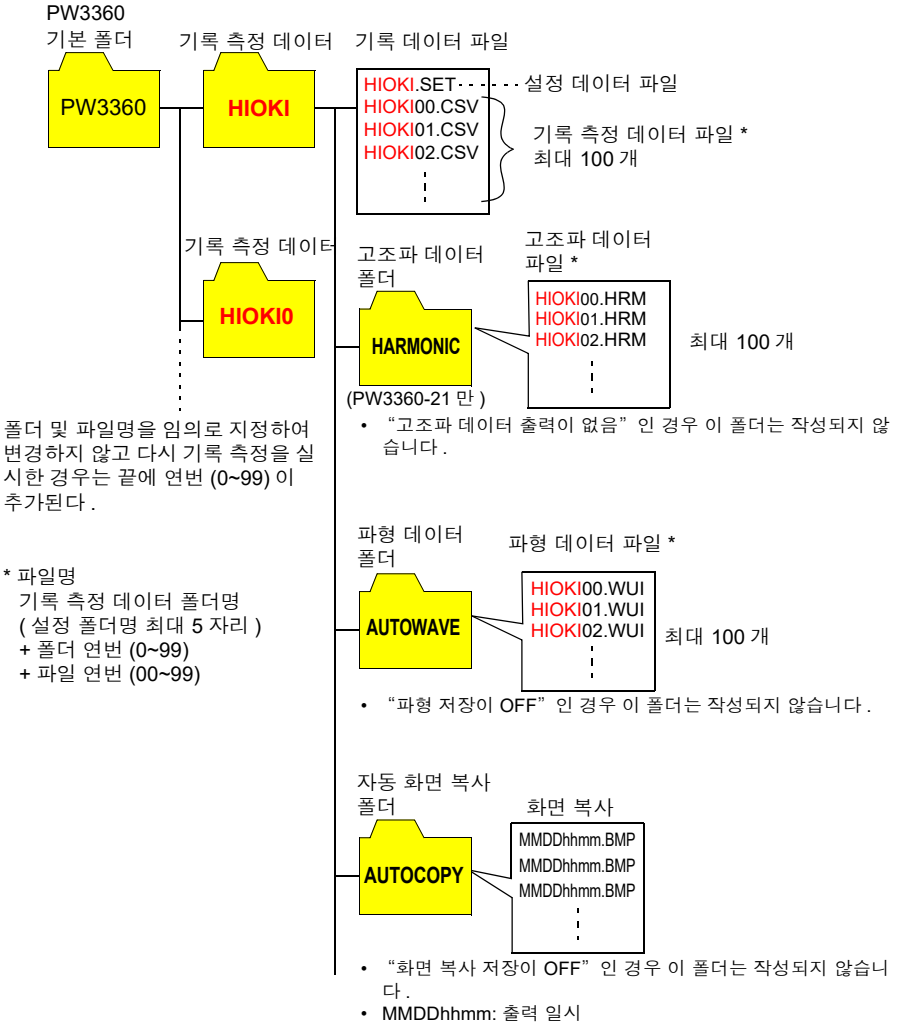 PW3360
기본 폴더
기록 측정 데이터
기록 데이터 파일
PW3360
HIOKI
HIOKI.SET
설정 데이터 파일
HIOKI00.CSV
HIOKI01.CSV
HIOKI02.CSV
기록 측정 데이터 파일 *
최대 100 개
기록 측정 데이터
HIOKI0
고조파 데이터
폴더
HARMONIC
(PW3360-21 만 )
고조파 데이터
파일 *
HIOKI00.HRM
HIOKI01.HRM
HIOKI02.HRM
최대 100 개
• “고조파 데이터 출력이 없음” 인 경우 이 폴더는 작성되지 않
습니다 .
폴더 및 파일명을 임의로 지정하여
변경하지 않고 다시 기록 측정을 실
시한 경우는 끝에 연번 (0~99) 이
추가된다 .
* 파일명
기록 측정 데이터 폴더명
( 설정 폴더명 최대 5 자리 )
+ 폴더 연번 (0~99)
+ 파일 연번 (00~99)
파형 데이터
폴더
AUTOWAVE
파형 데이터 파일 *
HIOKI00.WUI
HIOKI01.WUI
HIOKI02.WUI
최대 100 개
• “파형 저장이 OFF” 인 경우 이 폴더는 작성되지 않습니다 .
자동 화면 복사
폴더
AUTOCOPY
화면 복사
MMDDhhmm.BMP
MMDDhhmm.BMP
MMDDhhmm.BMP
• “화면 복사 저장이 OFF” 인 경우 이 폴더는 작성되지 않습니
다 .
• MMDDhhmm: 출력 일시